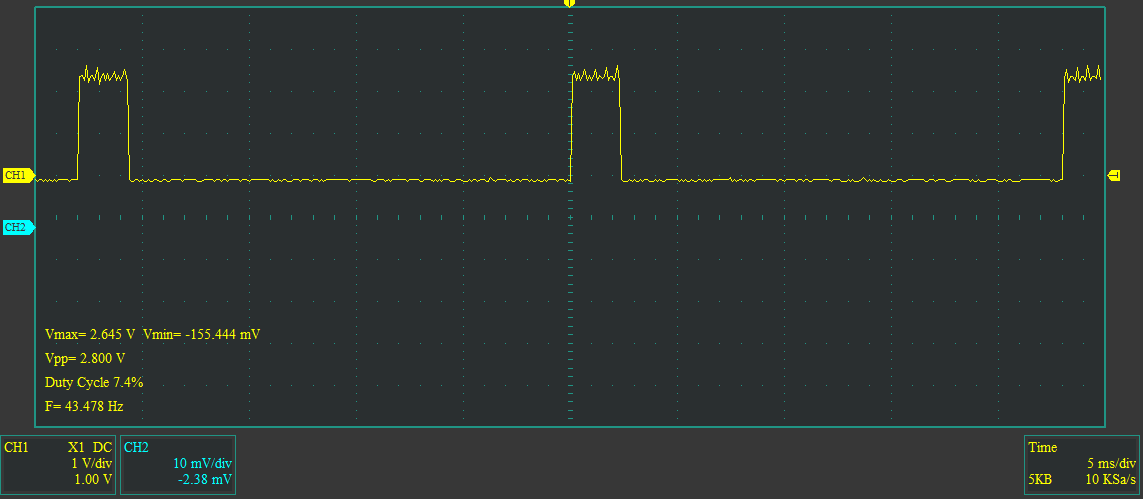 CH1
CH2
Vmax= 2.645 V Vmin= -155.444 mV
Vpp= 2.800 V
Duty Cycle 7.4%
F= 43.478 Hz
CH1 X1 DC
1 V/div
1.00 V
CH2
10 mV/div
-2.38 mV
Time
5 ms/div
5KB 10 KSa/s